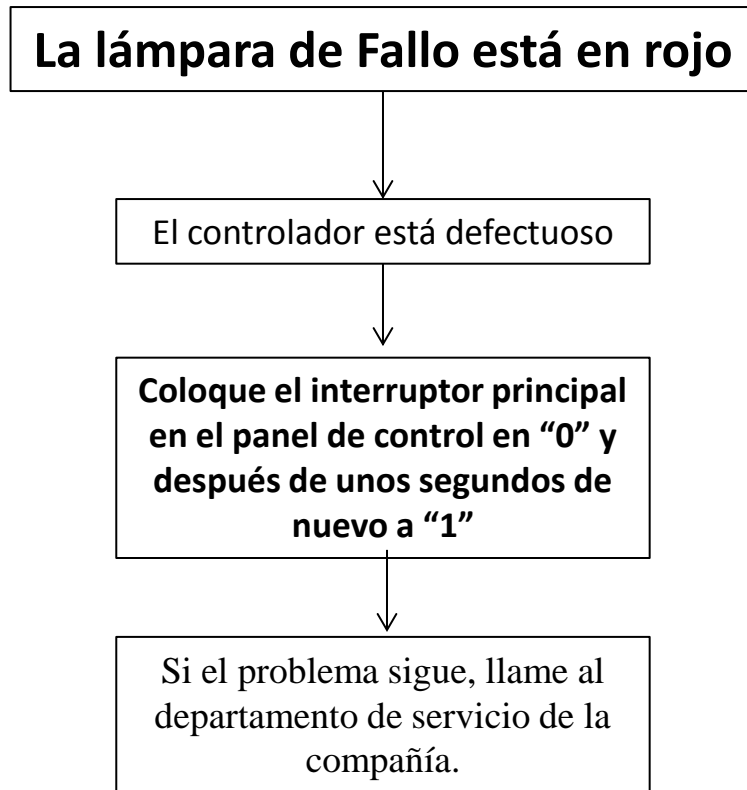 La lámpara de Fallo está en rojo
El controlador está defectuoso
Coloque el interruptor principal
en el panel de control en “0” y
después de unos segundos de
nuevo a “1”
Si el problema sigue, llame al
departamento de servicio de la
compañía.